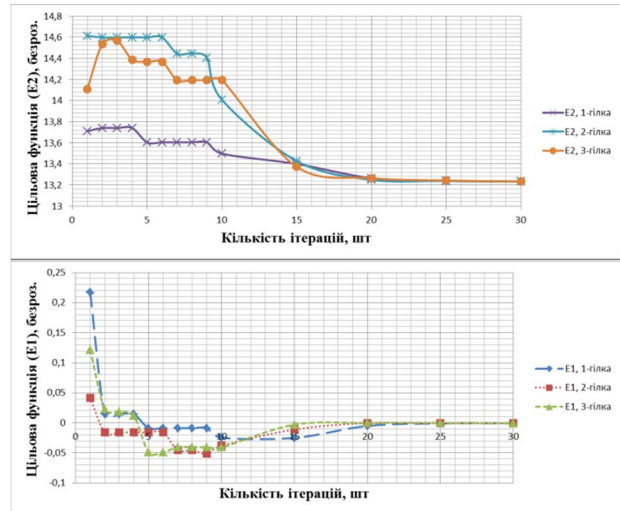 Цільова функція (E2), безроз.
14,8
14,6
14,4
14,2
14
13,8
13,6
13,4
13,2
13
0 5 10 15 20 25 30
Кількість ітерацій, шт
E2, 1-гілка
E2, 2-гілка
E2, 3-гілка
Цільова функція (E1), безроз.
0,25
0,2
0,15
0,1
0,05
0
-0,05
-0,1
0 5 10 15 20 25 30
Кількість ітерацій, шт
E1, 1-гілка
E1, 2-гілка
E1, 3-гілка